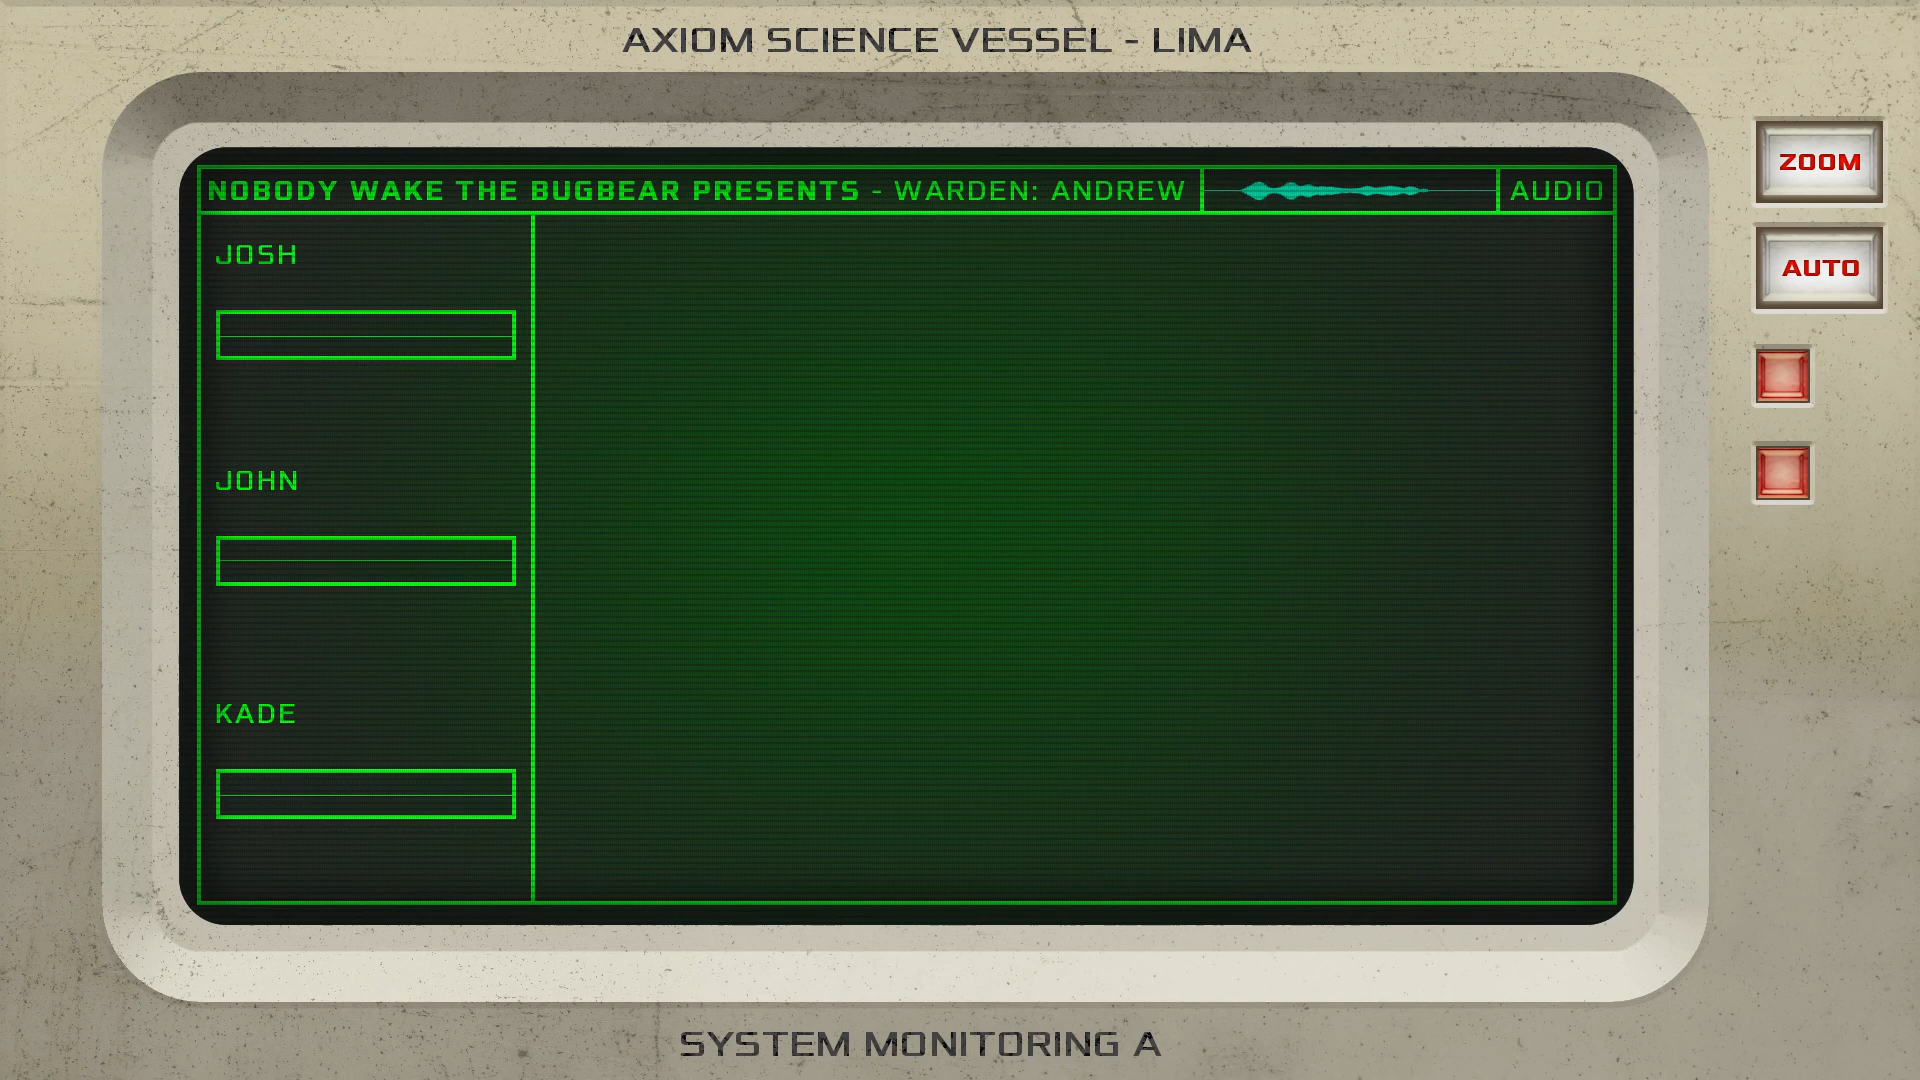 AXIOM SCIENCE VESSEL - LIMA
NOBODY WAKE THE BUGBEAR PRESENTS - WARDEN: ANDREW
AUDIO
ZOOM
AUTO
JOSH
JOHN
KADE
SYSTEM MONITORING A